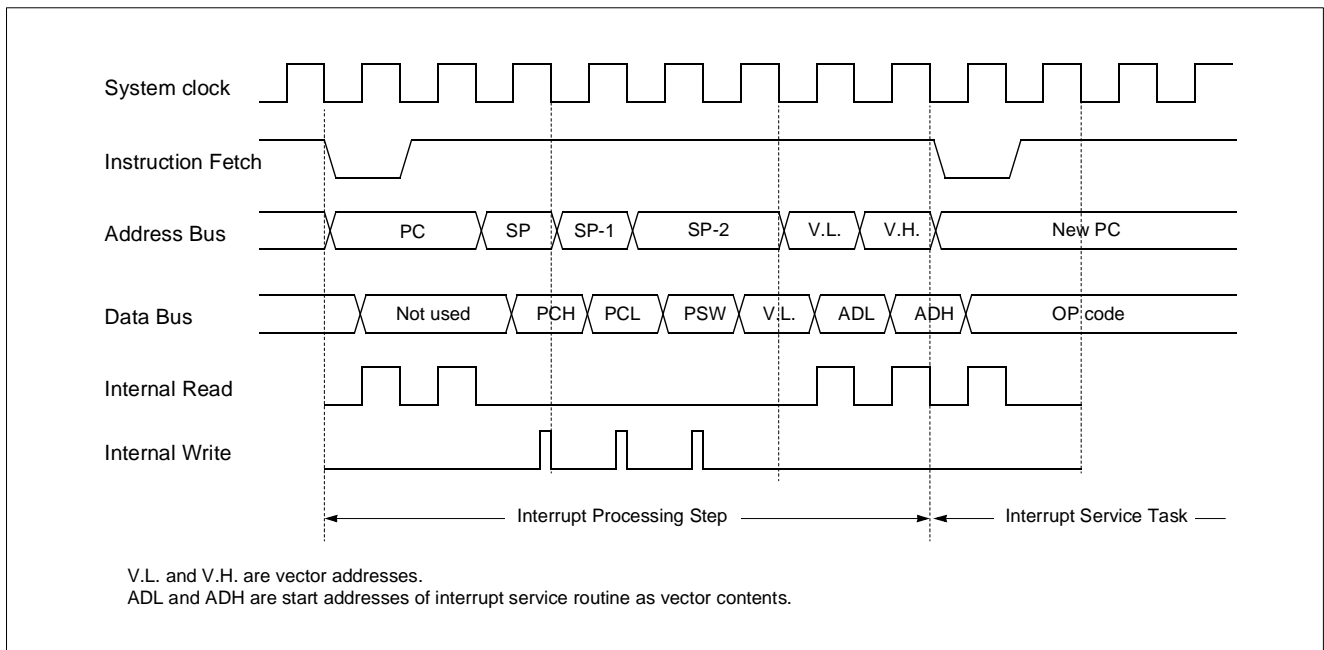 System clock
Instruction Fetch
Address Bus PC SP SP-1 SP-2 V.L. V.H. New PC
Data Bus Not used PCH PCL PSW V.L. ADL ADH OP code
Internal Read
Internal Write
Interrupt Processing Step Interrupt Service Task
V.L. and V.H. are vector addresses.
ADL and ADH are start addresses of interrupt service routine as vector contents.